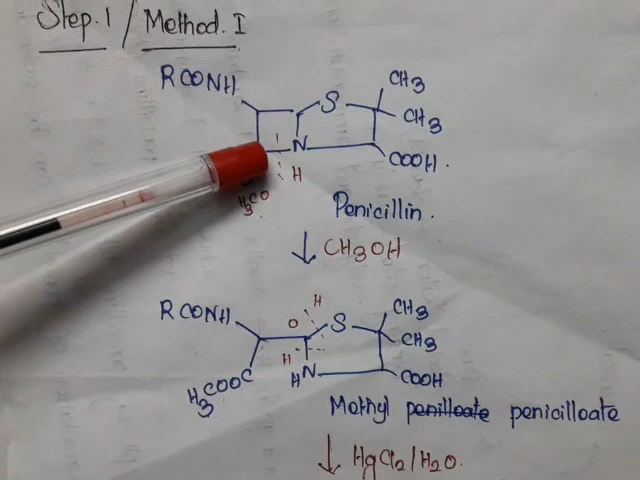 Step.1 / Method.I
RCONH
S
CH3
CH3
N
COOH.
H
H3CO
Penicillin.
↓ CH3OH
H
RCONH
O
S
CH3
CH3
H
HN
COOH
H3COOC
Methyl penilloate penicilloate
↓ HgCl2/H2O.